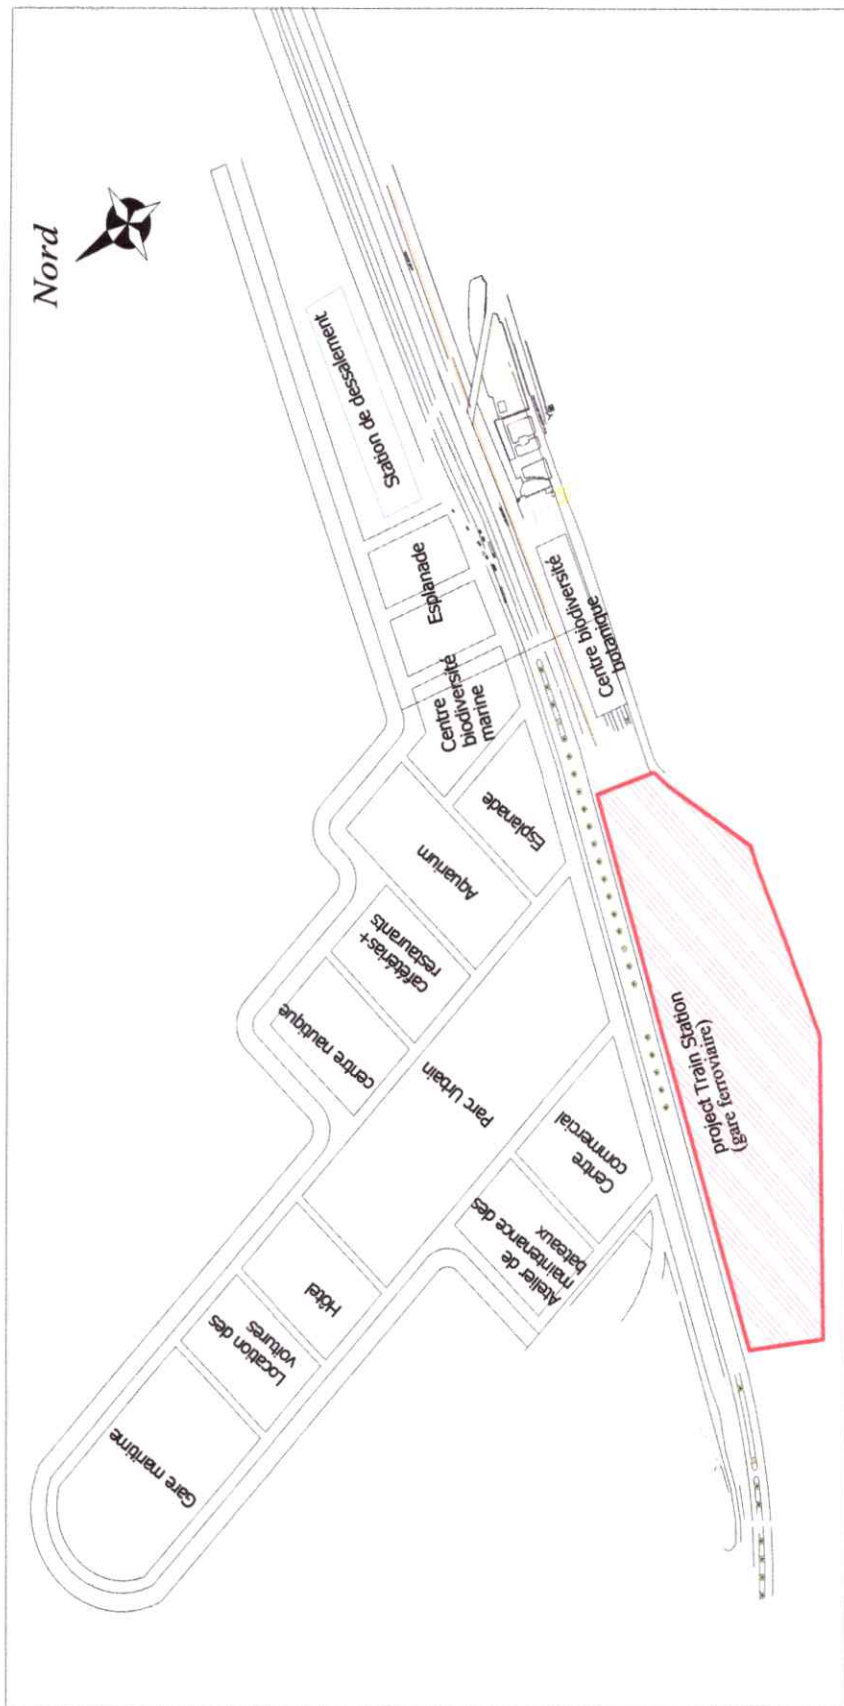 Nord
Station de dessalement
Esplanade
Centre
biodiversité
marine
Centre biodiversité
botanique
Esplanade
Aquarium
cafétérias+
restaurants
centre nautique
Parc Urbain
Centre
commercial
Atelier de
maintenance des
bateaux
Hôtel
Location des
voitures
Gare maritime
project Train Station
(gare ferroviaire)